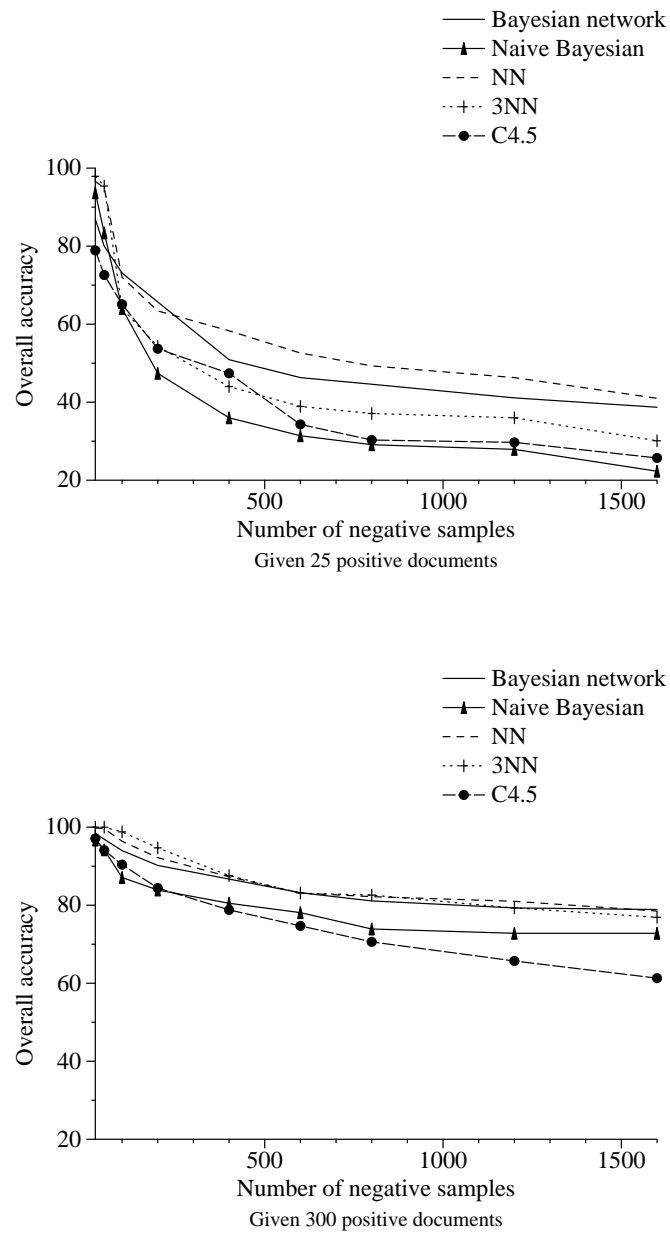 Bayesian network
Naive Bayesian
NN
3NN
C4.5
100
80
60
40
20
Overall accuracy
500
1000
1500
Number of negative samples
Given 25 positive documents
Bayesian network
Naive Bayesian
NN
3NN
C4.5
100
80
60
40
20
Overall accuracy
500
1000
1500
Number of negative samples
Given 300 positive documents